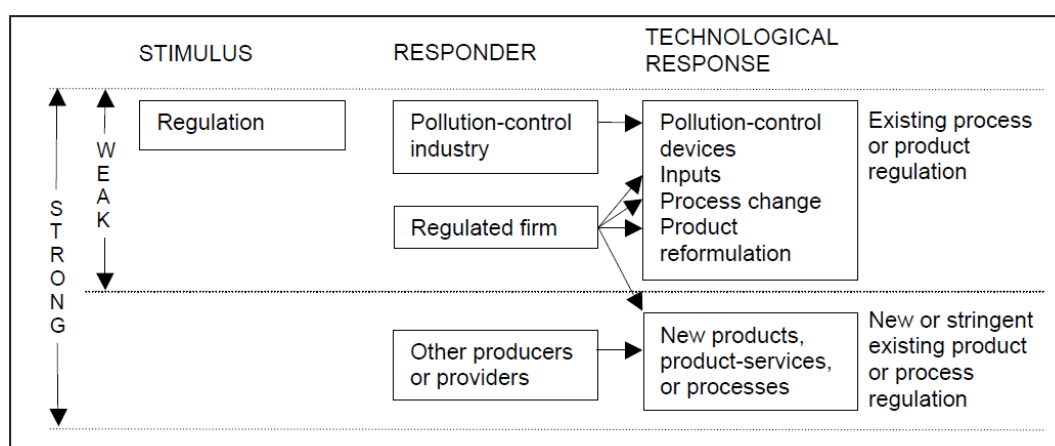 STIMULUS
RESPONDER
TECHNOLOGICAL
RESPONSE
STRONG
WEAK
Regulation
Pollution-control
industry
Pollution-control
devices
Inputs
Process change
Product
reformulation
Existing process
or product
regulation
Regulated firm
Other producers
or providers
New products,
product-services,
or processes
New or stringent
existing product
or process
regulation